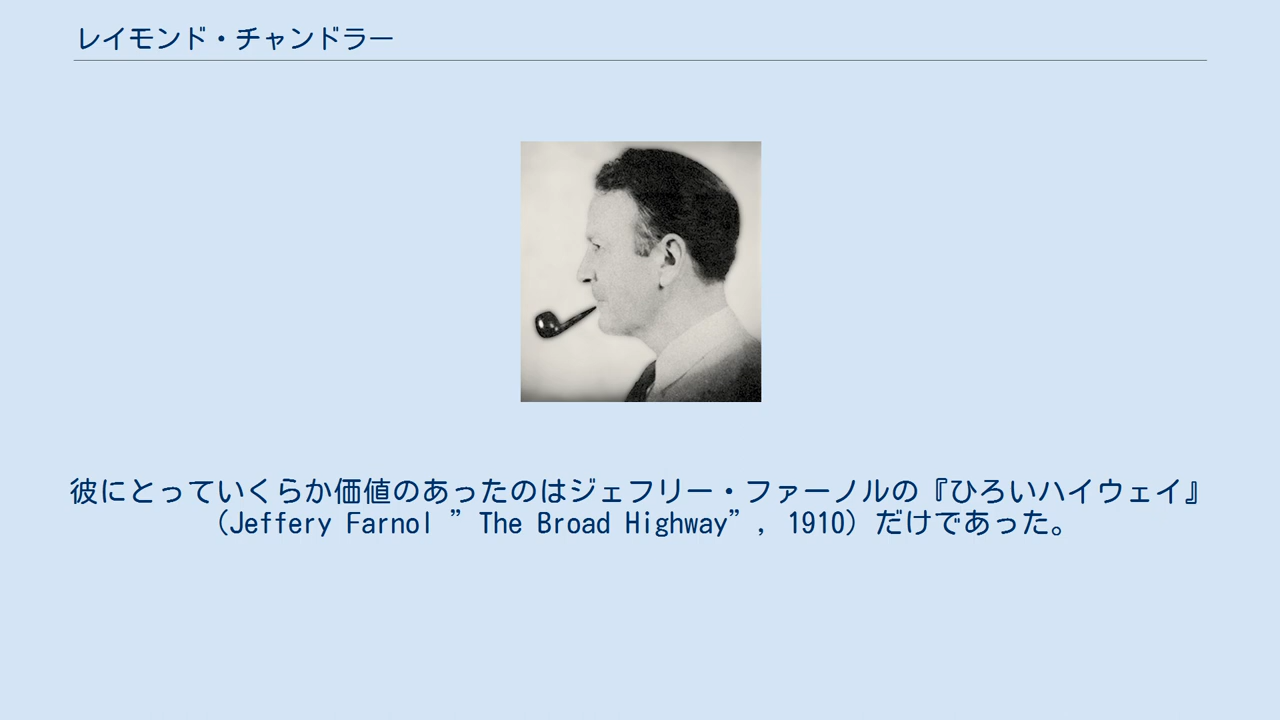 レイモンド・チャンドラー
彼にとっていくらか価値のあったのはジェフリー・ファーノルの『ひろいハイウェイ』
（Jeffery Farnol ”The Broad Highway”, 1910）だけであった。